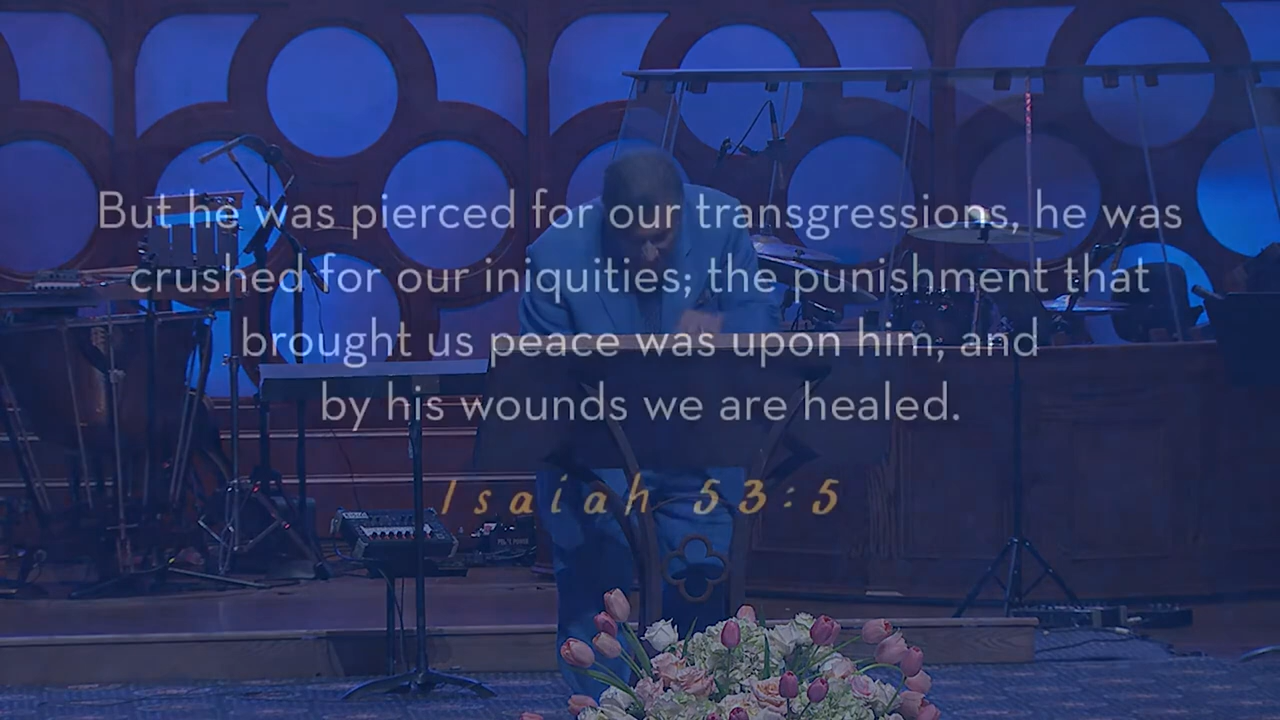 But he was pierced for our transgressions, he was
crushed for our iniquities; the punishment that
brought us peace was upon him, and
by his wounds we are healed.
Isaiah 53:5